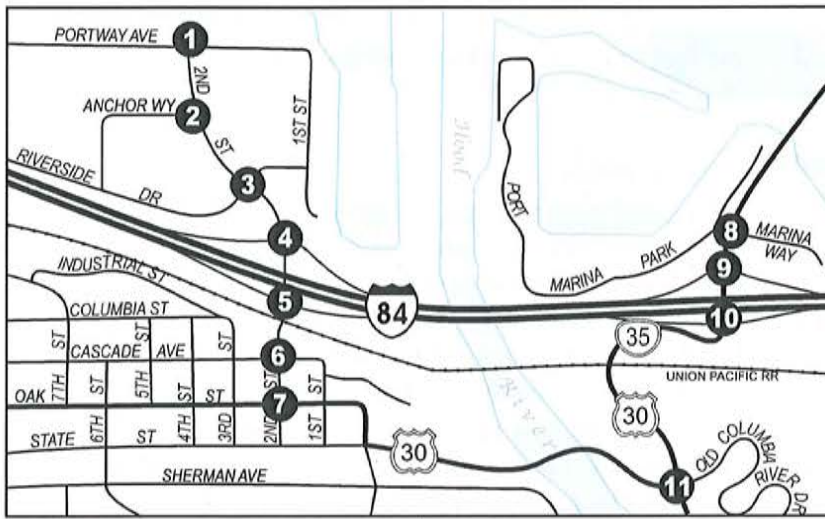 1
PORTWAY AVE
2ND
ST
1ST ST
ANCHOR WY
2
RIVERSIDE
DR
3
4
INDUSTRIAL ST
COLUMBIA ST
5
84
CASCADE AVE
6
OAK
ST
7
7TH
ST
6TH
ST
5TH
ST
4TH
ST
3RD
ST
2ND
ST
1ST
ST
STATE
ST
SHERMAN AVE
30
Hood
River
PORT
MARINA
PARK
8
MARINA
WAY
9
10
35
UNION PACIFIC RR
30
11
OLD COLUMBIA
RIVER DR